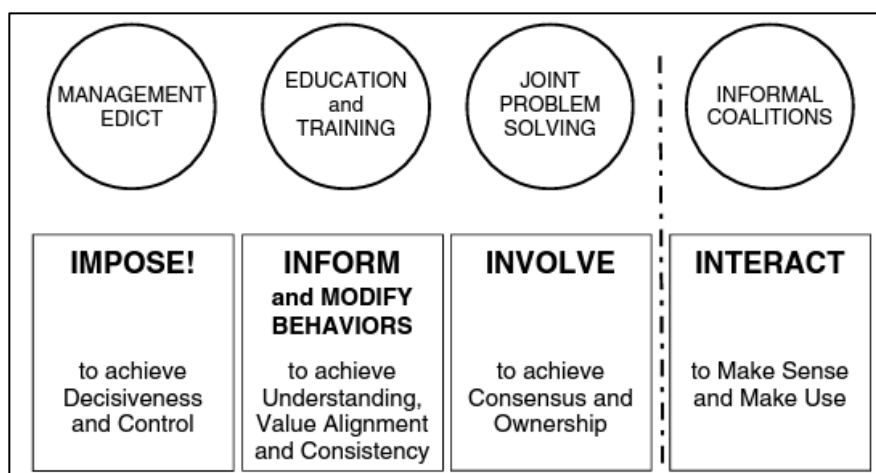 MANAGEMENT
EDICT
EDUCATION
and
TRAINING
JOINT
PROBLEM
SOLVING
INFORMAL
COALITIONS
IMPOSE!
to achieve
Decisiveness
and Control
INFORM
and MODIFY
BEHAVIORS
to achieve
Understanding,
Value Alignment
and Consistency
INVOLVE
to achieve
Consensus and
Ownership
INTERACT
to Make Sense
and Make Use